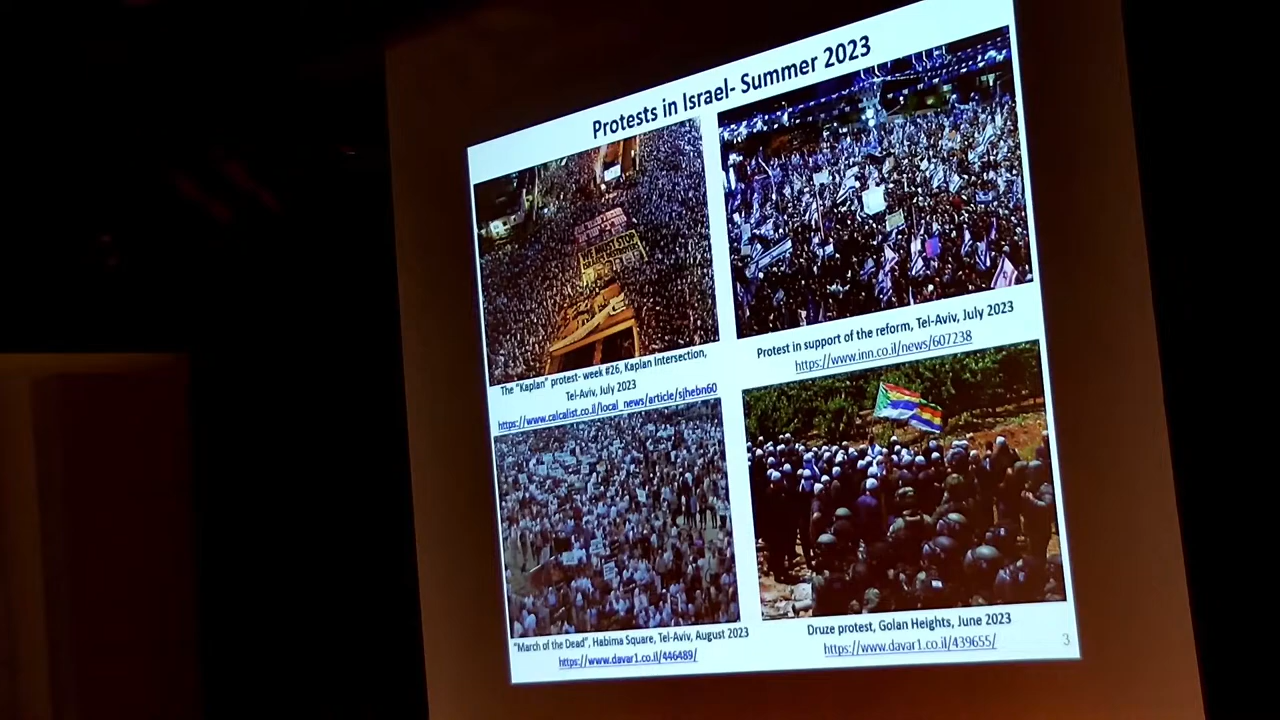 Protests in Israel- Summer 2023
The "Kaplan" protest- week #26, Kaplan Intersection,
Tel-Aviv, July 2023
https://www.calcalist.co.il/local_news/article/sjhebn60
Protest in support of the reform, Tel-Aviv, July 2023
https://www.inn.co.il/news/607238
"March of the Dead", Habima Square, Tel-Aviv, August 2023
https://www.davar1.co.il/446489/
Druze protest, Golan Heights, June 2023
https://www.davar1.co.il/439655/
3
WE MUST STOP